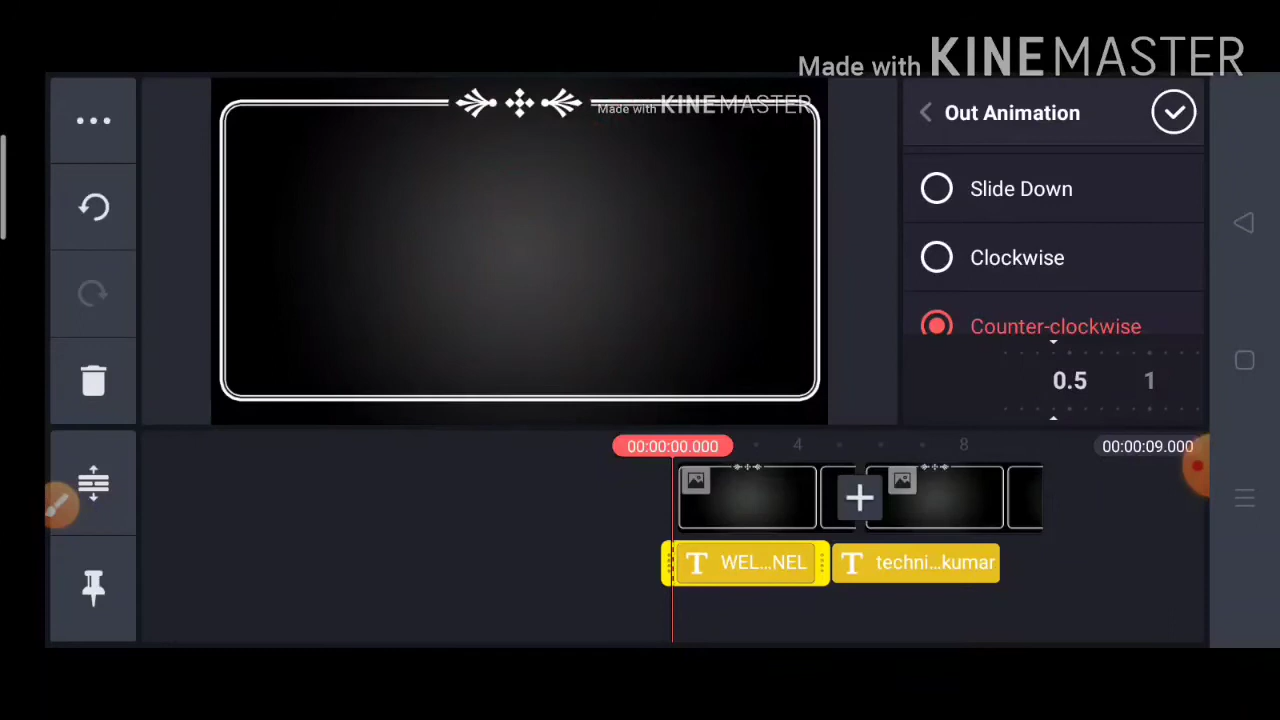 Made with KINEMASTER
Made with KINEMASTER
Out Animation
Slide Down
Clockwise
Counter-clockwise
0.5 1
00:00:00.000 4 8 00:00:09.000
T WEL...NEL T techni...kumar